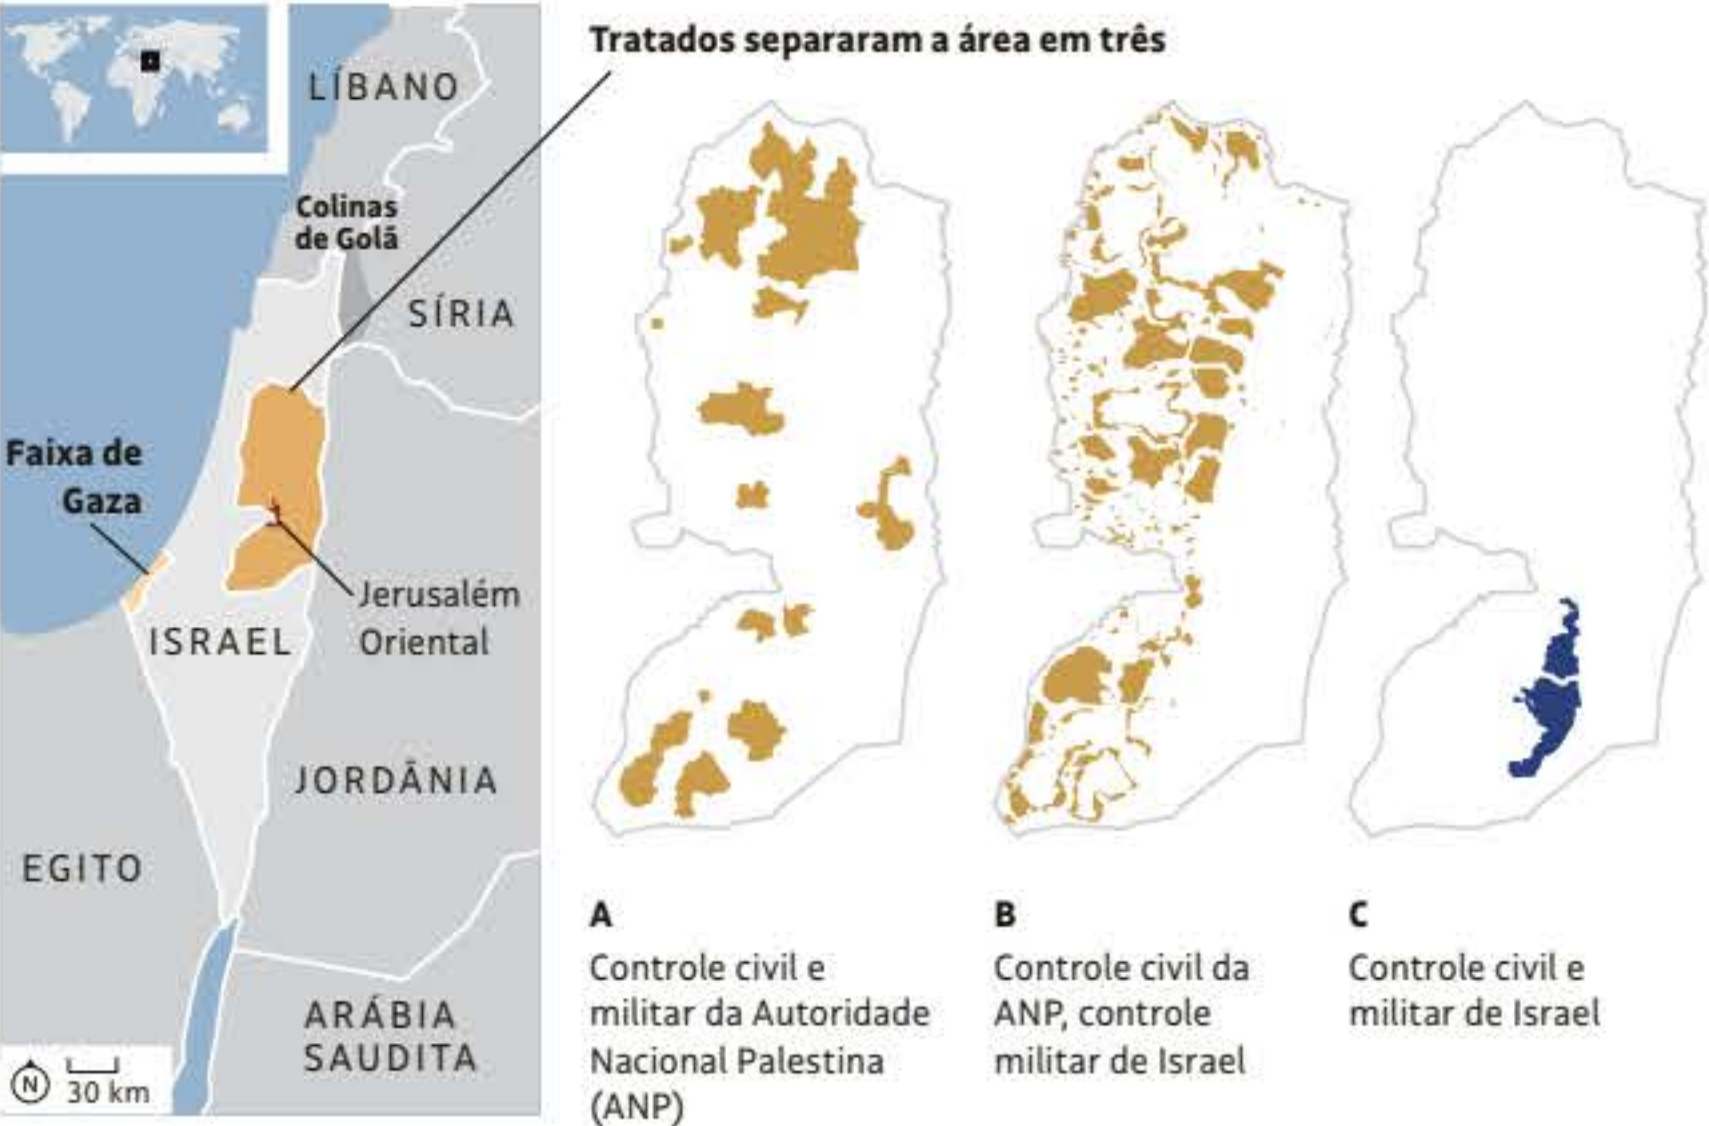 Tratados separaram a área em três
LÍBANO
Colinas
de Golã
SÍRIA
Faixa de
Gaza
Jerusalém
Oriental
ISRAEL
JORDÂNIA
EGITO
ARÁBIA
SAUDITA
N
30 km
A
Controle civil e
militar da Autoridade
Nacional Palestina
(ANP)
B
Controle civil da
ANP, controle
militar de Israel
C
Controle civil e
militar de Israel